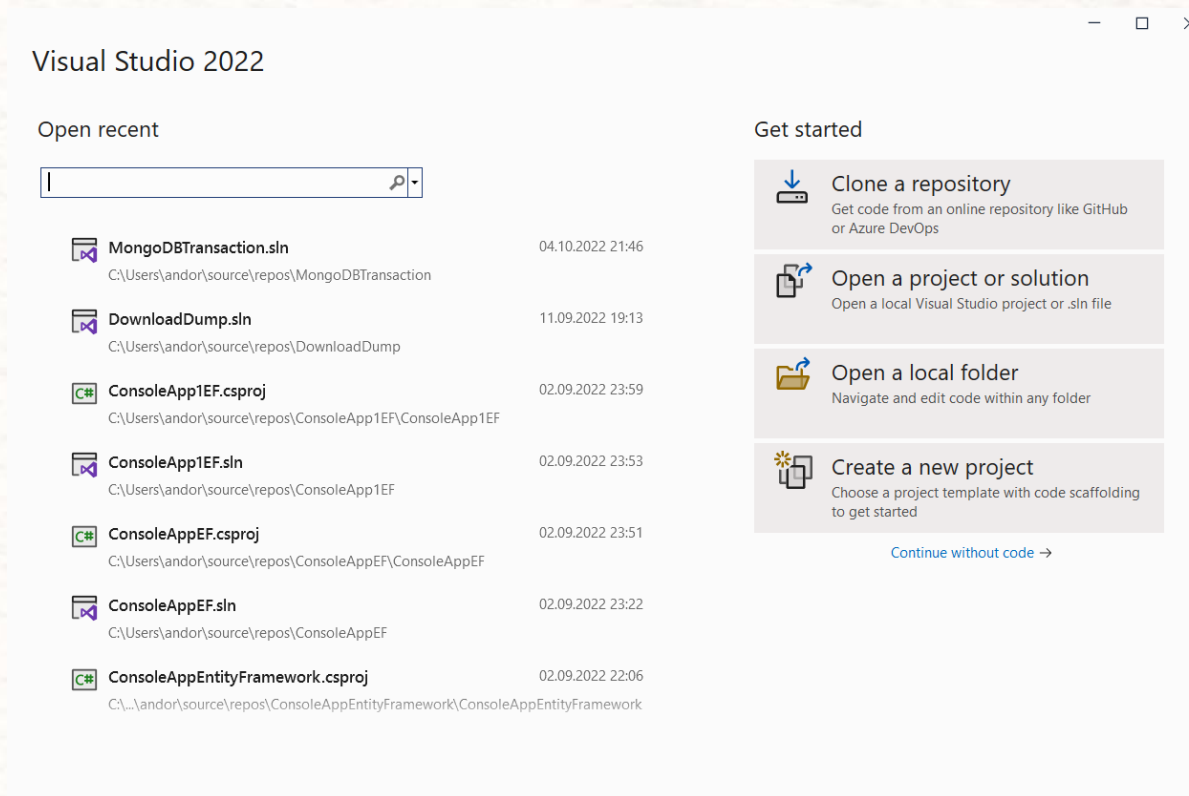 Visual Studio 2022
Open recent
MongoDBTransaction.sln 04.10.2022 21:46
C:\Users\andor\source\repos\MongoDBTransaction
DownloadDump.sln 11.09.2022 19:13
C:\Users\andor\source\repos\DownloadDump
ConsoleApp1EF.csproj 02.09.2022 23:59
C:\Users\andor\source\repos\ConsoleApp1EF\ConsoleApp1EF
ConsoleApp1EF.sln 02.09.2022 23:53
C:\Users\andor\source\repos\ConsoleApp1EF
ConsoleAppEF.csproj 02.09.2022 23:51
C:\Users\andor\source\repos\ConsoleAppEF\ConsoleAppEF
ConsoleAppEF.sln 02.09.2022 23:22
C:\Users\andor\source\repos\ConsoleAppEF
ConsoleAppEntityFramework.csproj 02.09.2022 22:06
C:\...\andor\source\repos\ConsoleAppEntityFramework\ConsoleAppEntityFramework
Get started
Clone a repository
Get code from an online repository like GitHub
or Azure DevOps
Open a project or solution
Open a local Visual Studio project or .sln file
Open a local folder
Navigate and edit code within any folder
Create a new project
Choose a project template with code scaffolding
to get started
Continue without code →